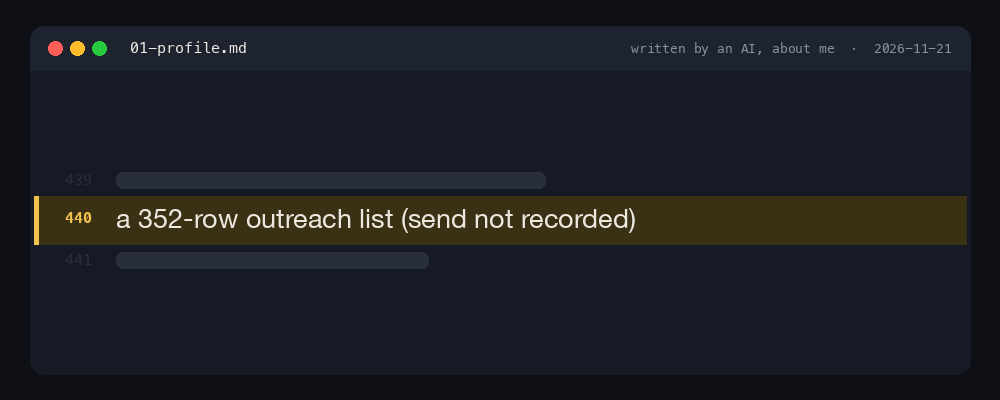 01-profile.md
written by an AI, about me · 2026-11-21
439
440 a 352-row outreach list (send not recorded)
441